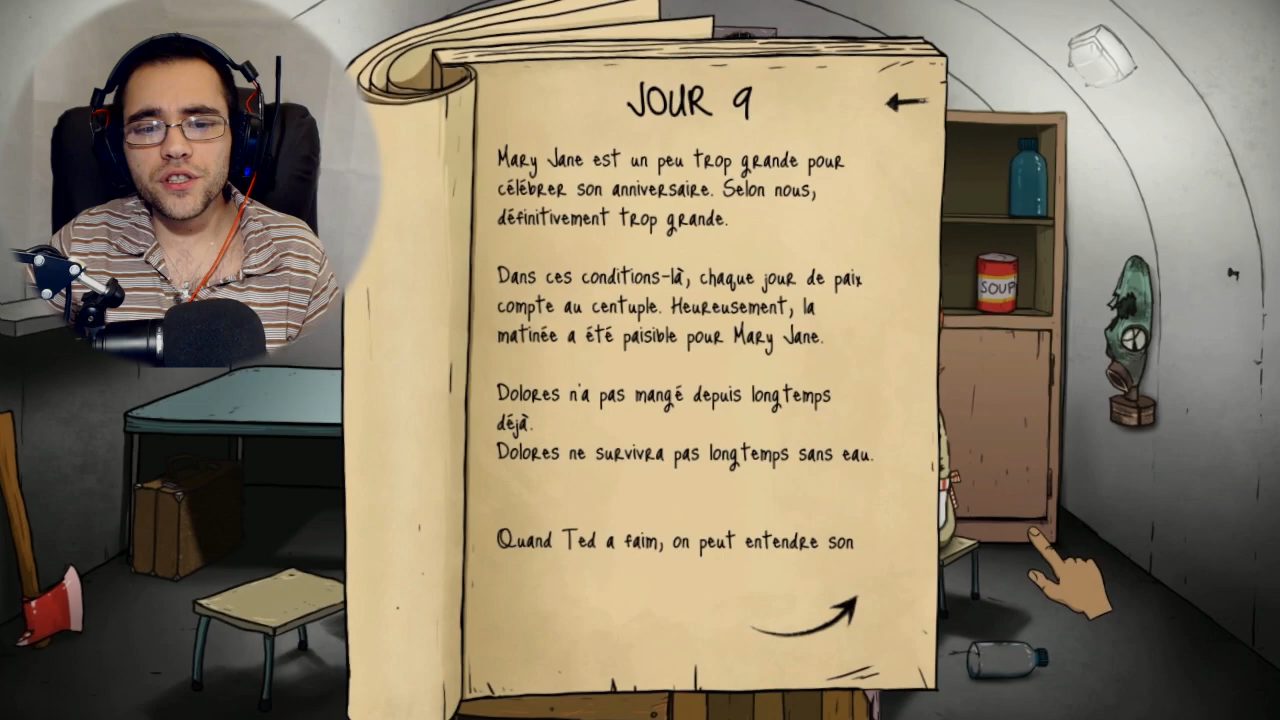 JOUR 9
Mary Jane est un peu trop grande pour
célébrer son anniversaire. Selon nous,
définitivement trop grande.
Dans ces conditions-là, chaque jour de paix
compte au centuple. Heureusement, la
matinée a été paisible pour Mary Jane.
Dolores n'a pas mangé depuis longtemps
déjà.
Dolores ne survivra pas longtemps sans eau.
Quand Ted a faim, on peut entendre son
SOUP